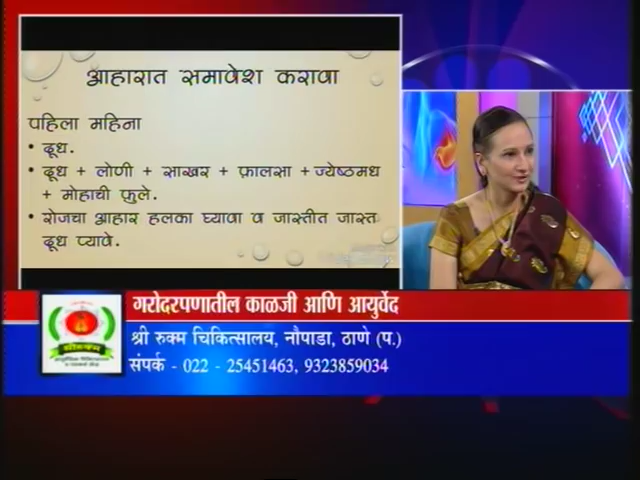 आहारात समावेश करावा
पहिला महिना
• दूध.
• दूध + लोणी + साखर + फ़ालसा + ज्येष्ठमध
+ मोहाची फ़ुले.
• रोजचा आहार हलका घ्यावा व जास्तीत जास्त
दूध प्यावे.
गरोदरपणातील काळजी आणि आयुर्वेद
श्री रुक्म चिकित्सालय, नौपाडा, ठाणे (प.)
संपर्क - 022 - 25451463, 9323859034